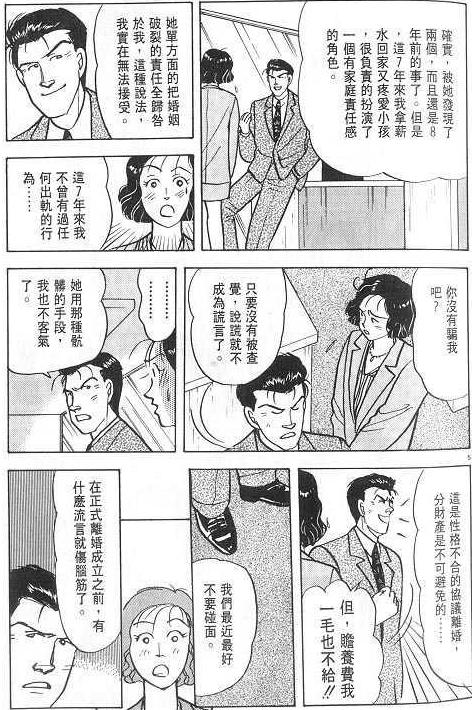 確實，被她發現了
兩個，而且還是8
年前的事了。但是
，這7年來我拿薪
水回家又疼愛小孩
，很負責的扮演了
一個有家庭責任感
的角色。
她單方面的把婚姻
破裂的責任全歸咎
於我，這種說法，
我實在無法接受。
這7年來我
不曾有過任
何出軌的行
為……
你沒有騙我
吧？
只要沒有被查
覺，說謊就不
成為謊言了。
………
………
她用那種骯
髒的手段，
我也不客氣
了。
5
這是性格不合的協議離婚，
分財產是不可避免的……
但，贍養費我
一毛也不給!!
我們最近最好
不要碰面。
在正式離婚成立之前，有
什麼流言就傷腦筋了。